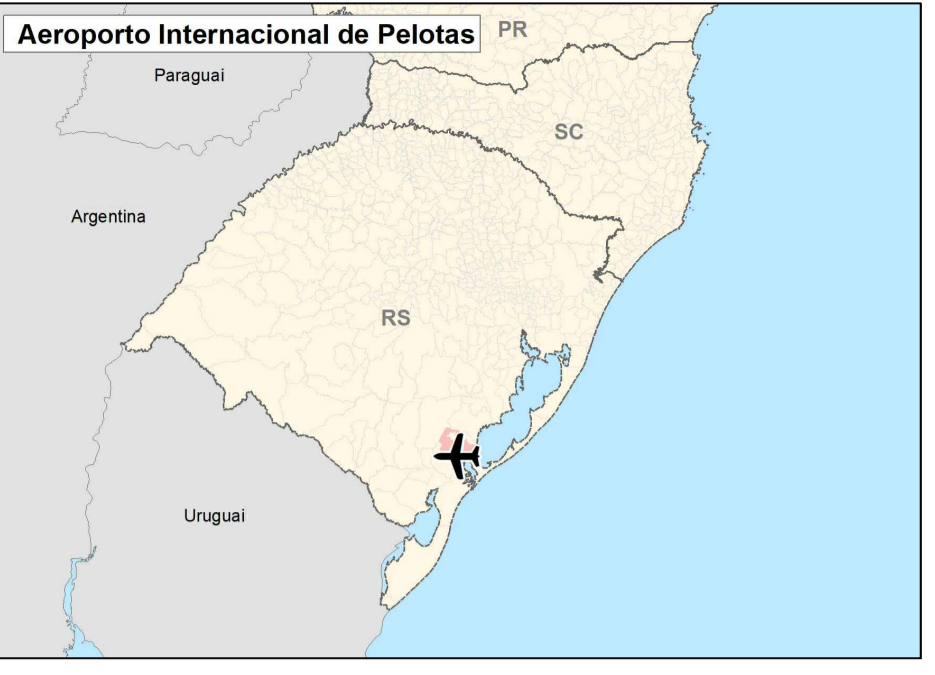 Aeroporto Internacional de Pelotas
PR
Paraguai
SC
Argentina
RS
Uruguai